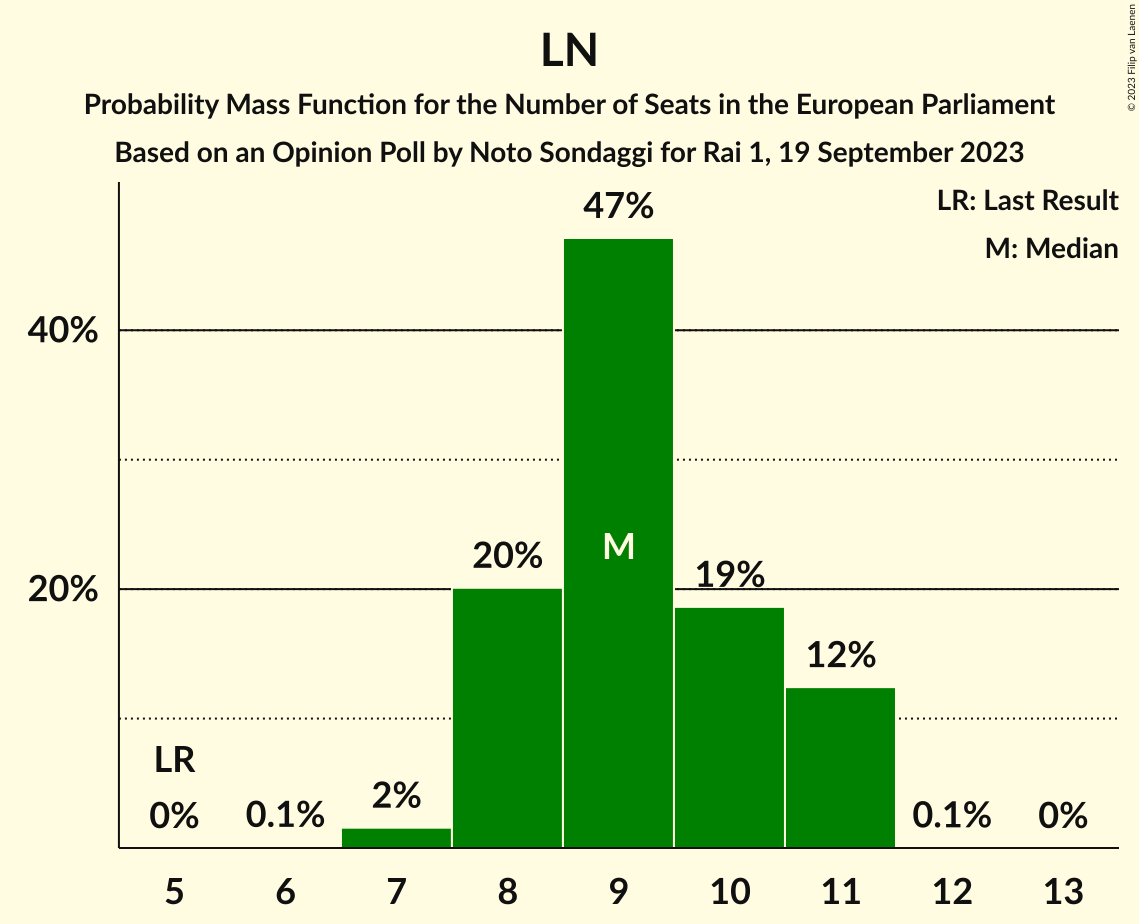 LN
Probability Mass Function for the Number of Seats in the European Parliament
Based on an Opinion Poll by Noto Sondaggi for Rai 1, 19 September 2023
© 2023 Filip van Laenen
LR: Last Result
M: Median
47%
40%
20%
M
19%
20%
12%
LR
2%
0%
0.1%
0.1%
0%
5 6 7 8 9 10 11 12 13